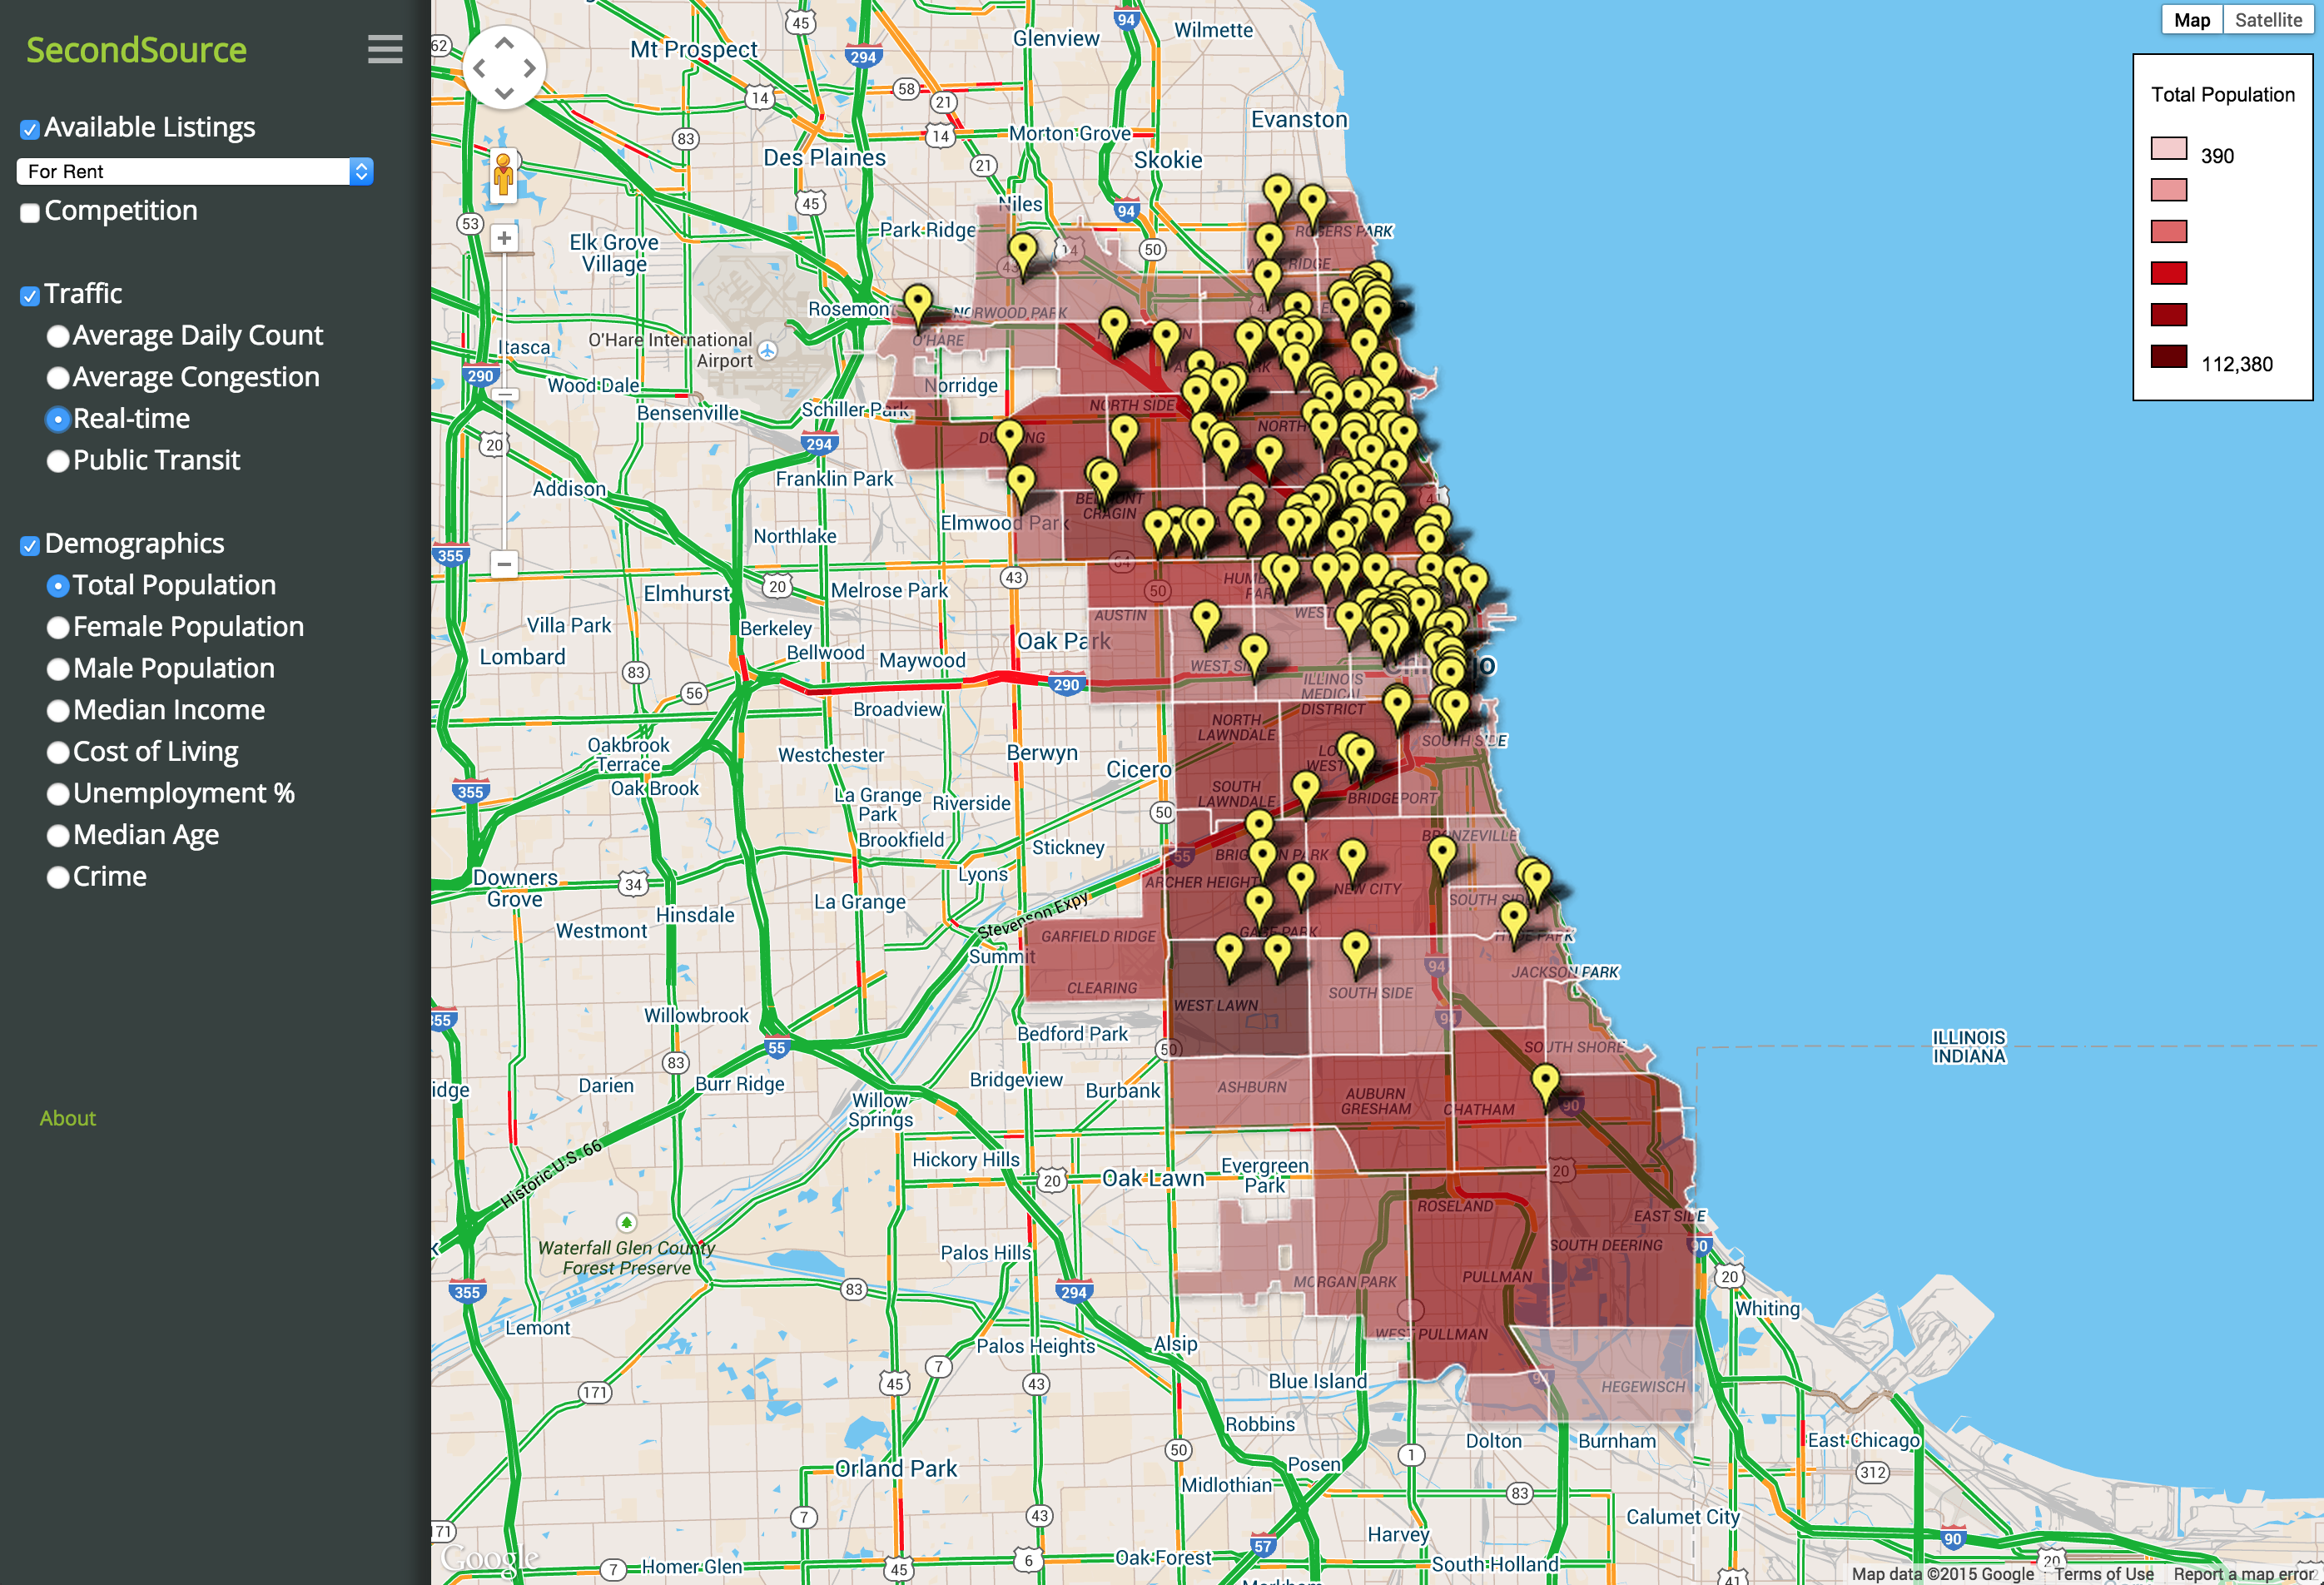 SecondSource
Available Listings
For Rent
Competition
Traffic
Average Daily Count
Average Congestion
Real-time
Public Transit
Demographics
Total Population
Female Population
Male Population
Median Income
Cost of Living
Unemployment %
Median Age
Crime
About
Map
Satellite
Total Population
390
112,380
Wilmette
Glenview
Mt Prospect
Evanston
Morton Grove
Skokie
Des Plaines
Niles
Park Ridge
ROGERS PARK
Elk Grove
Village
Rosemont
NORWOOD PARK
O'HARE
O'Hare International
Airport
Itasca
Wood Dale
Norridge
Bensenville
Schiller Park
NORTH SIDE
NORTH
Franklin Park
Addison
CRAGIN
Elmwood Park
Northlake
Elmhurst
Melrose Park
AUSTIN
Villa Park
Berkeley
Oak Park
Lombard
Bellwood
Maywood
WEST SIDE
ILLINOIS
MEDICAL
DISTRICT
Broadview
NORTH
LAWNDALE
SOUTH SIDE
Oakbrook
Terrace
Westchester
Berwyn
Cicero
Oak Brook
La Grange
Park
Riverside
SOUTH
LAWNDALE
BRIDGEPORT
Brookfield
Stickney
BRONZEVILLE
BRIGHTON PARK
Lyons
Downers
Grove
ARCHER HEIGHTS
NEW CITY
La Grange
Hinsdale
SOUTH SIDE
Stevenson Expy
Westmont
GARFIELD RIDGE
GAGE PARK
HYDE PARK
Summit
JACKSON PARK
CLEARING
SOUTH SIDE
WEST LAWN
Willowbrook
Bedford Park
SOUTH SHORE
ILLINOIS
INDIANA
Darien
Burr Ridge
Bridgeview
Burbank
ASHBURN
AUBURN
GRESHAM
CHATHAM
Willow
Springs
Historic U.S. 66
Hickory Hills
Oak Lawn
Evergreen
Park
ROSELAND
EAST SIDE
Waterfall Glen County
Forest Preserve
Palos Hills
SOUTH DEERING
MORGAN PARK
PULLMAN
Whiting
Lemont
Palos Heights
Alsip
WEST PULLMAN
Blue Island
HEGEWISCH
Robbins
Dolton
Burnham
East Chicago
Orland Park
Posen
Midlothian
Calumet City
Harvey
Homer Glen
Oak Forest
South Holland
Markham
Google
Map data ©2015 Google
Terms of Use
Report a map error